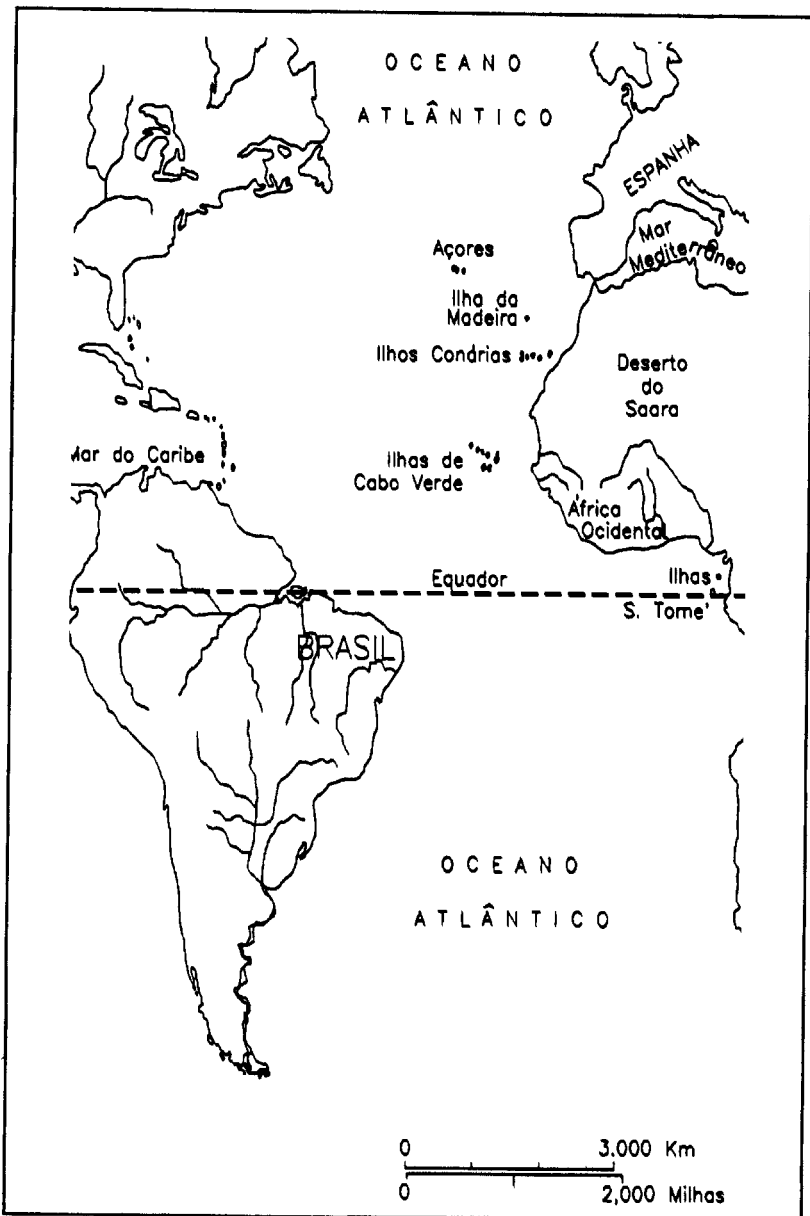 OCEANO
ATLÂNTICO
ESPANHA
Mar
Mediterrâneo
Açores
Ilha da
Madeira
Ilhos Condrias
Deserto
do
Saara
Mar do Caribe
Ilhas de
Cabo Verde
África
Ocidental
Equador
Ilhas
S. Tome'
BRASIL
OCEANO
ATLÂNTICO
0 3.000 Km
0 2,000 Milhas